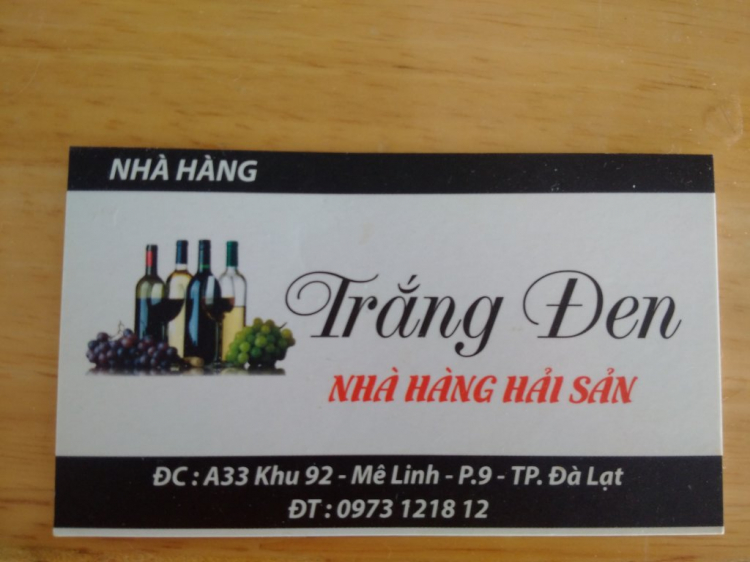 NHÀ HÀNG
Trắng Đen
NHÀ HÀNG HẢI SẢN
ĐC : A33 Khu 92 - Mê Linh - P.9 - TP. Đà Lạt
ĐT : 0973 1218 12